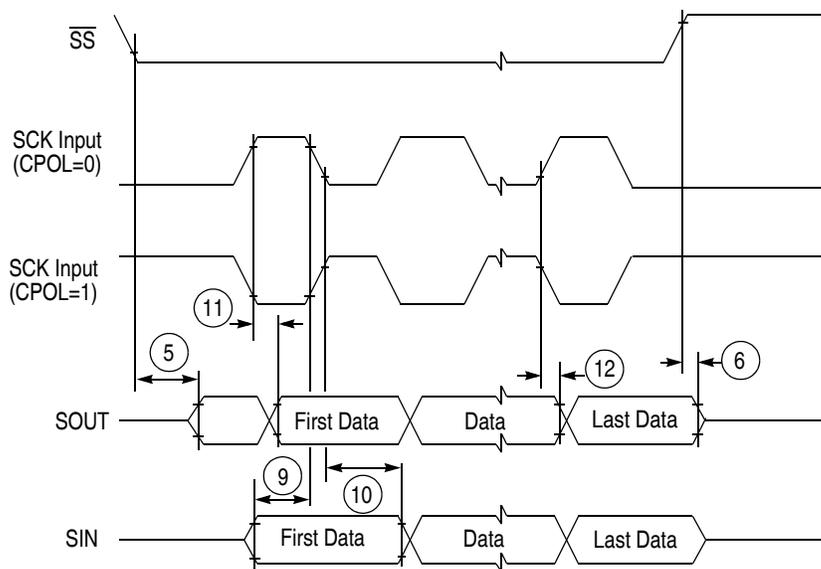 SS
SCK Input
(CPOL=0)
SCK Input
(CPOL=1)
11
5
12
6
SOUT
First Data
Data
Last Data
9
10
SIN
First Data
Data
Last Data